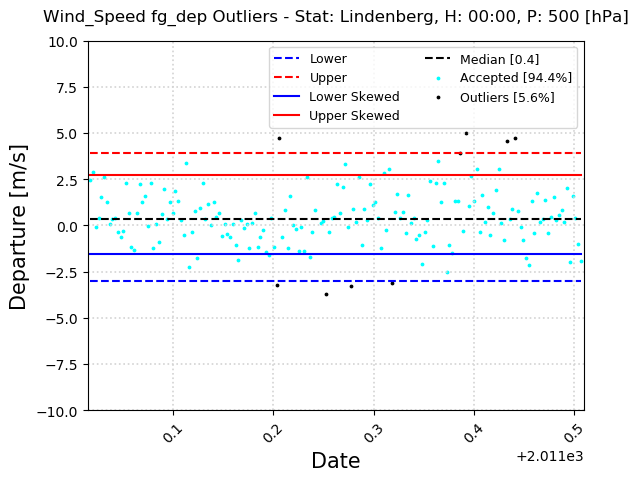 Wind_Speed fg_dep Outliers - Stat: Lindenberg, H: 00:00, P: 500 [hPa]
Lower
Upper
Lower Skewed
Upper Skewed
Median [0.4]
Accepted [94.4%]
Outliers [5.6%]
Departure [m/s]
10.0
7.5
5.0
2.5
0.0
−2.5
−5.0
−7.5
−10.0
0.1
0.2
0.3
0.4
0.5
+2.011e3
Date